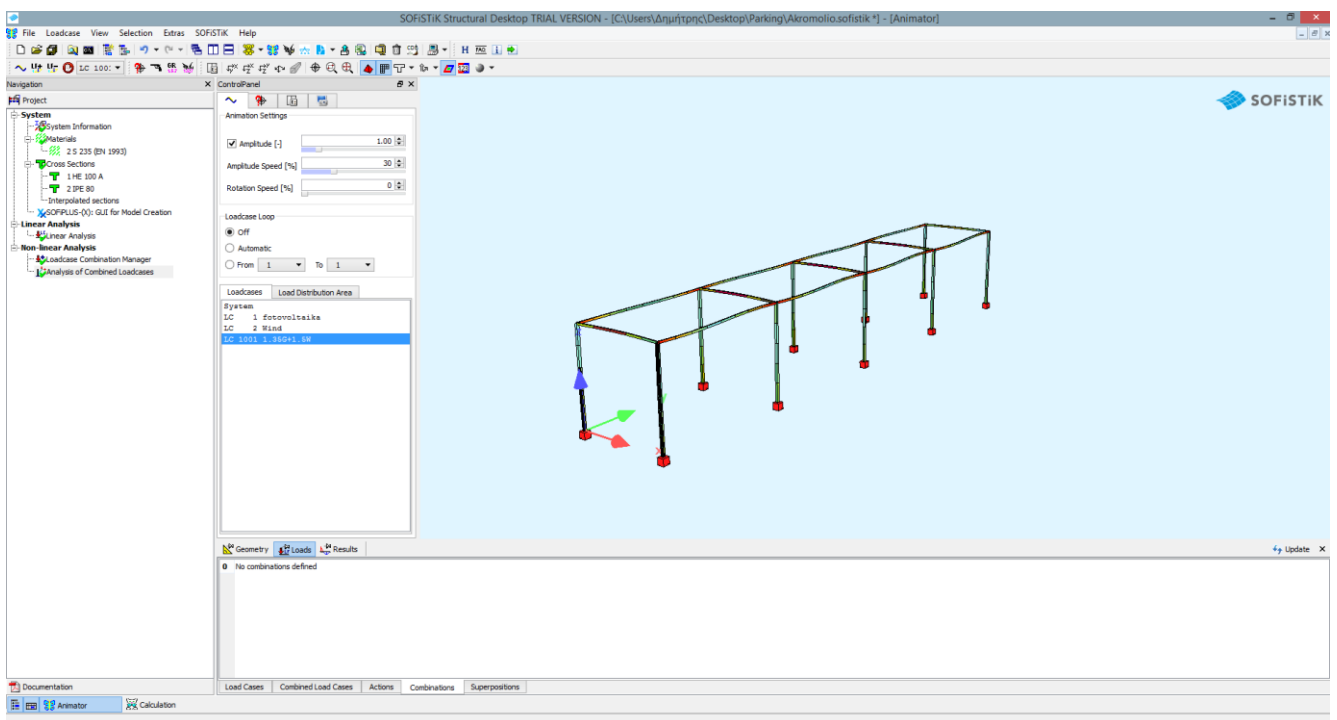 SOFiSTiK Structural Desktop TRIAL VERSION - [C:\Users\Δημήτρης\Desktop\Parking\Akromolio.sofistik *] - [Animator]
File Loadcase View Selection Extras SOFiSTiK Help
LC 100:
H FAQ
Navigation
Project
System
System Information
Materials
2 S 235 (EN 1993)
Cross Sections
1 HE 100 A
2 IPE 80
Interpolated sections
SOFiPLUS-(X): GUI for Model Creation
Linear Analysis
Linear Analysis
Non-linear Analysis
Loadcase Combination Manager
Analysis of Combined Loadcases
Documentation
ControlPanel
Animation Settings
Amplitude [-] 1.00
Amplitude Speed [%] 30
Rotation Speed [%] 0
Loadcase Loop
Off
Automatic
From 1 To 1
Loadcases Load Distribution Area
System
LC 1 fotovoltaika
LC 2 Wind
LC 1001 1.35G+1.5W
SOFiSTiK
Geometry Loads Results
Update
0 No combinations defined
Load Cases Combined Load Cases Actions Combinations Superpositions
Animator Calculation